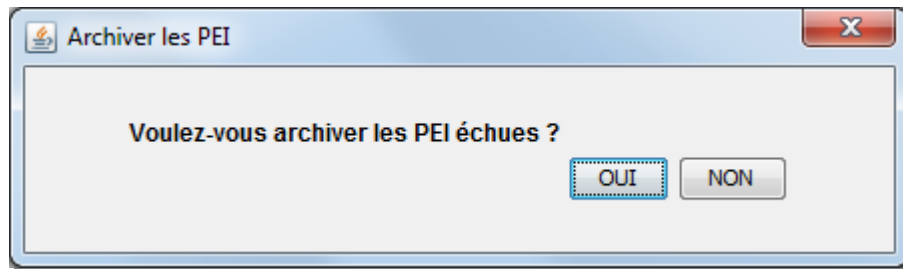 Archiver les PEI
Voulez-vous archiver les PEI échues ?
OUI NON